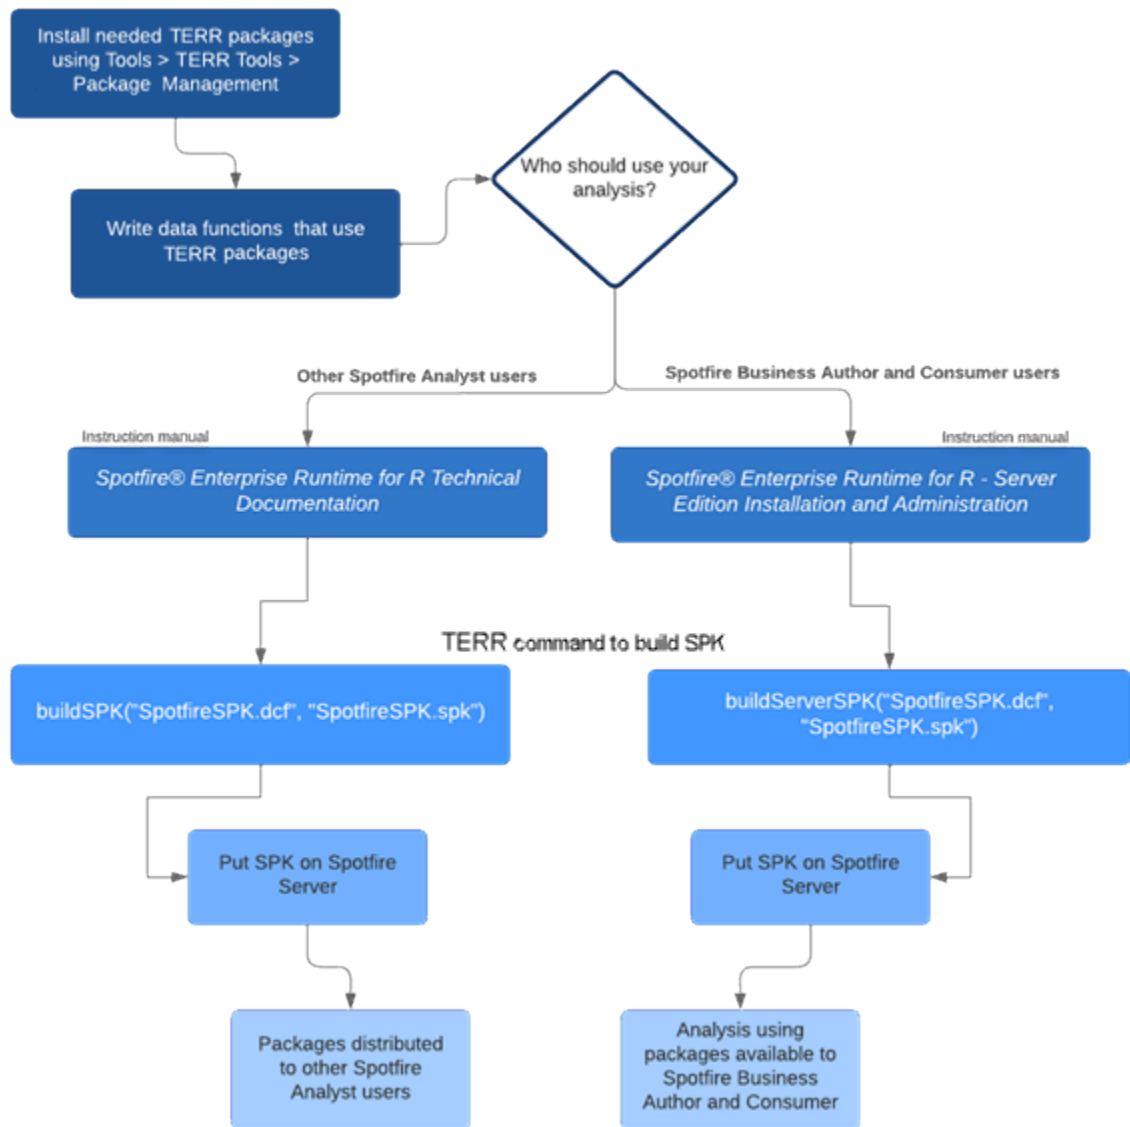 Install needed TERR packages
using Tools > TERR Tools >
Package Management
Write data functions that use
TERR packages
Who should use your
analysis?
Other Spotfire Analyst users
Spotfire Business Author and Consumer users
Instruction manual
Spotfire® Enterprise Runtime for R Technical
Documentation
Instruction manual
Spotfire® Enterprise Runtime for R - Server
Edition Installation and Administration
TERR command to build SPK
buildSPK("SpotfireSPK.dcf", "SpotfireSPK.spk")
buildServerSPK("SpotfireSPK.dcf",
"SpotfireSPK.spk")
Put SPK on Spotfire
Server
Put SPK on Spotfire
Server
Packages distributed
to other Spotfire
Analyst users
Analysis using
packages available to
Spotfire Business
Author and Consumer